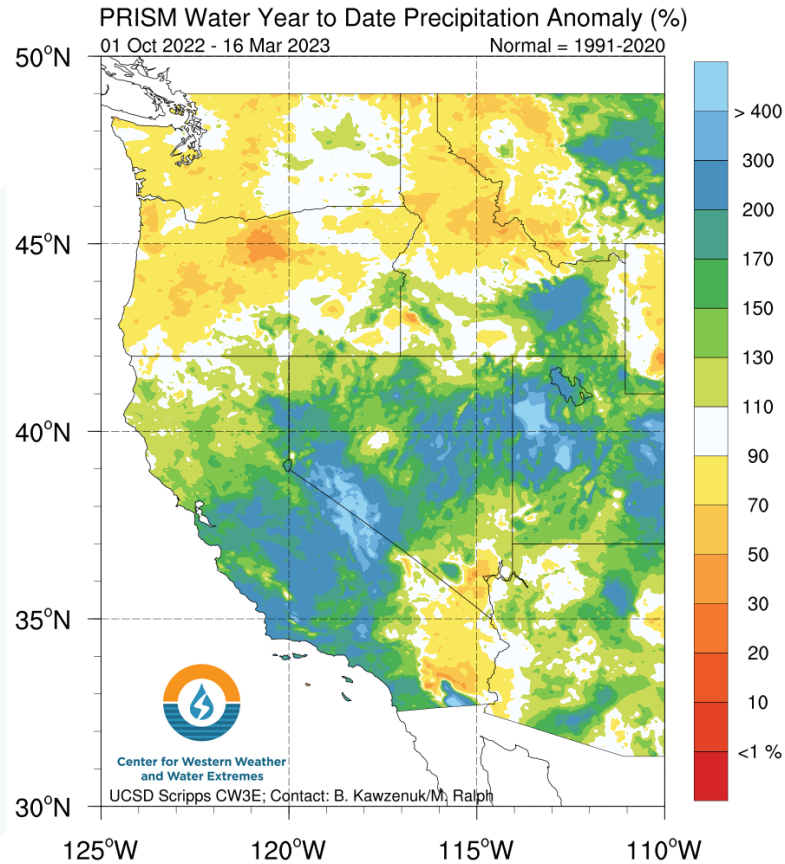 PRISM Water Year to Date Precipitation Anomaly (%)
01 Oct 2022 - 16 Mar 2023 Normal = 1991-2020
50°N
> 400
300
200
45°N
170
150
130
110
40°N
90
70
50
30
35°N
20
10
<1 %
Center for Western Weather
and Water Extremes
UCSD Scripps CW3E; Contact: B. Kawzenuk/M. Ralph
30°N
125°W 120°W 115°W 110°W